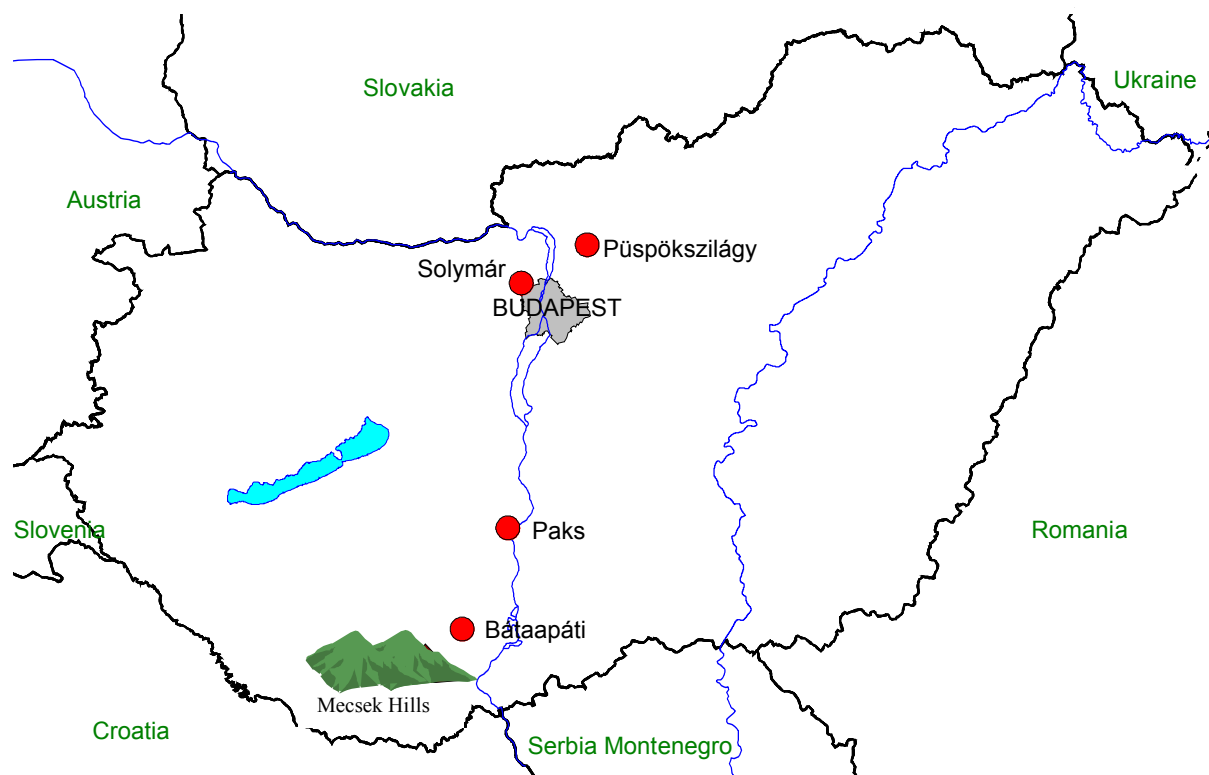 Slovakia
Ukraine
Austria
Püspökszilágy
Solymár
BUDAPEST
Slovenia
Paks
Romania
Bátaapáti
Mecsek Hills
Croatia
Serbia Montenegro